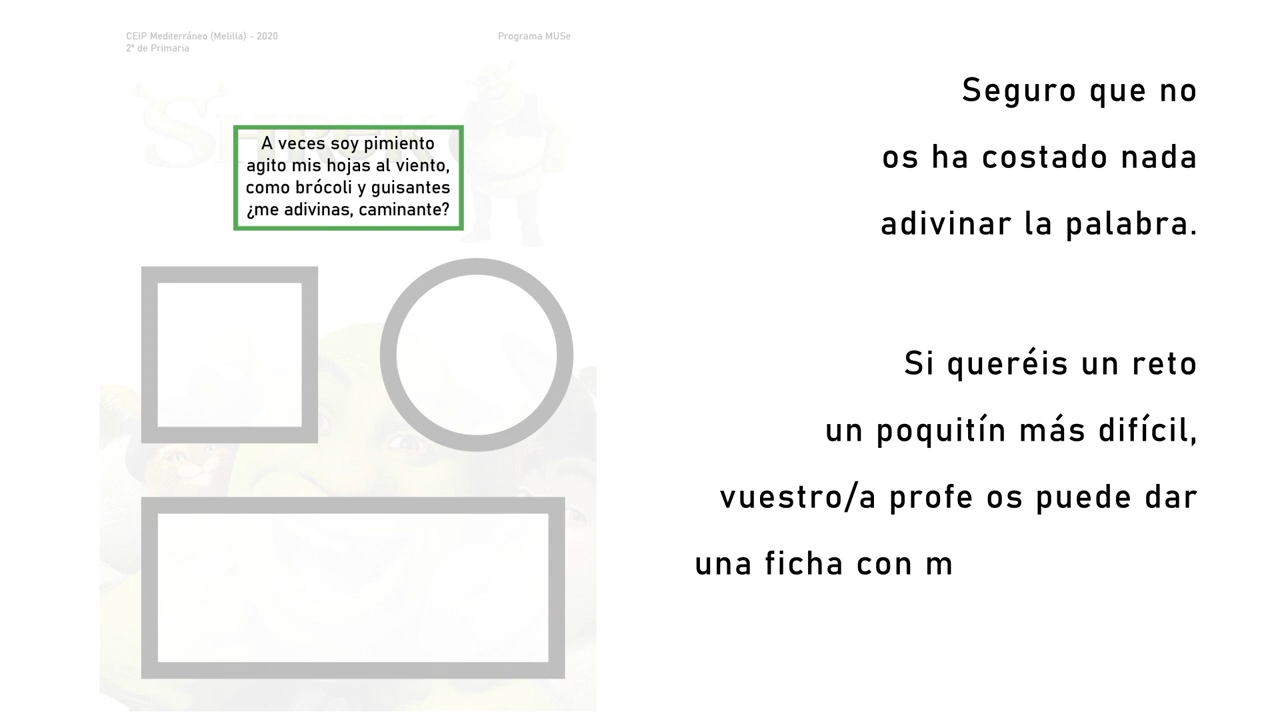 CEIP Mediterráneo (Melilla) - 2020
2º de Primaria
Programa MUSe
SHREK
A veces soy pimiento
agito mis hojas al viento,
como brócoli y guisantes
¿me adivinas, caminante?
Seguro que no
os ha costado nada
adivinar la palabra.
Si queréis un reto
un poquitín más difícil,
vuestro/a profe os puede dar
una ficha con m